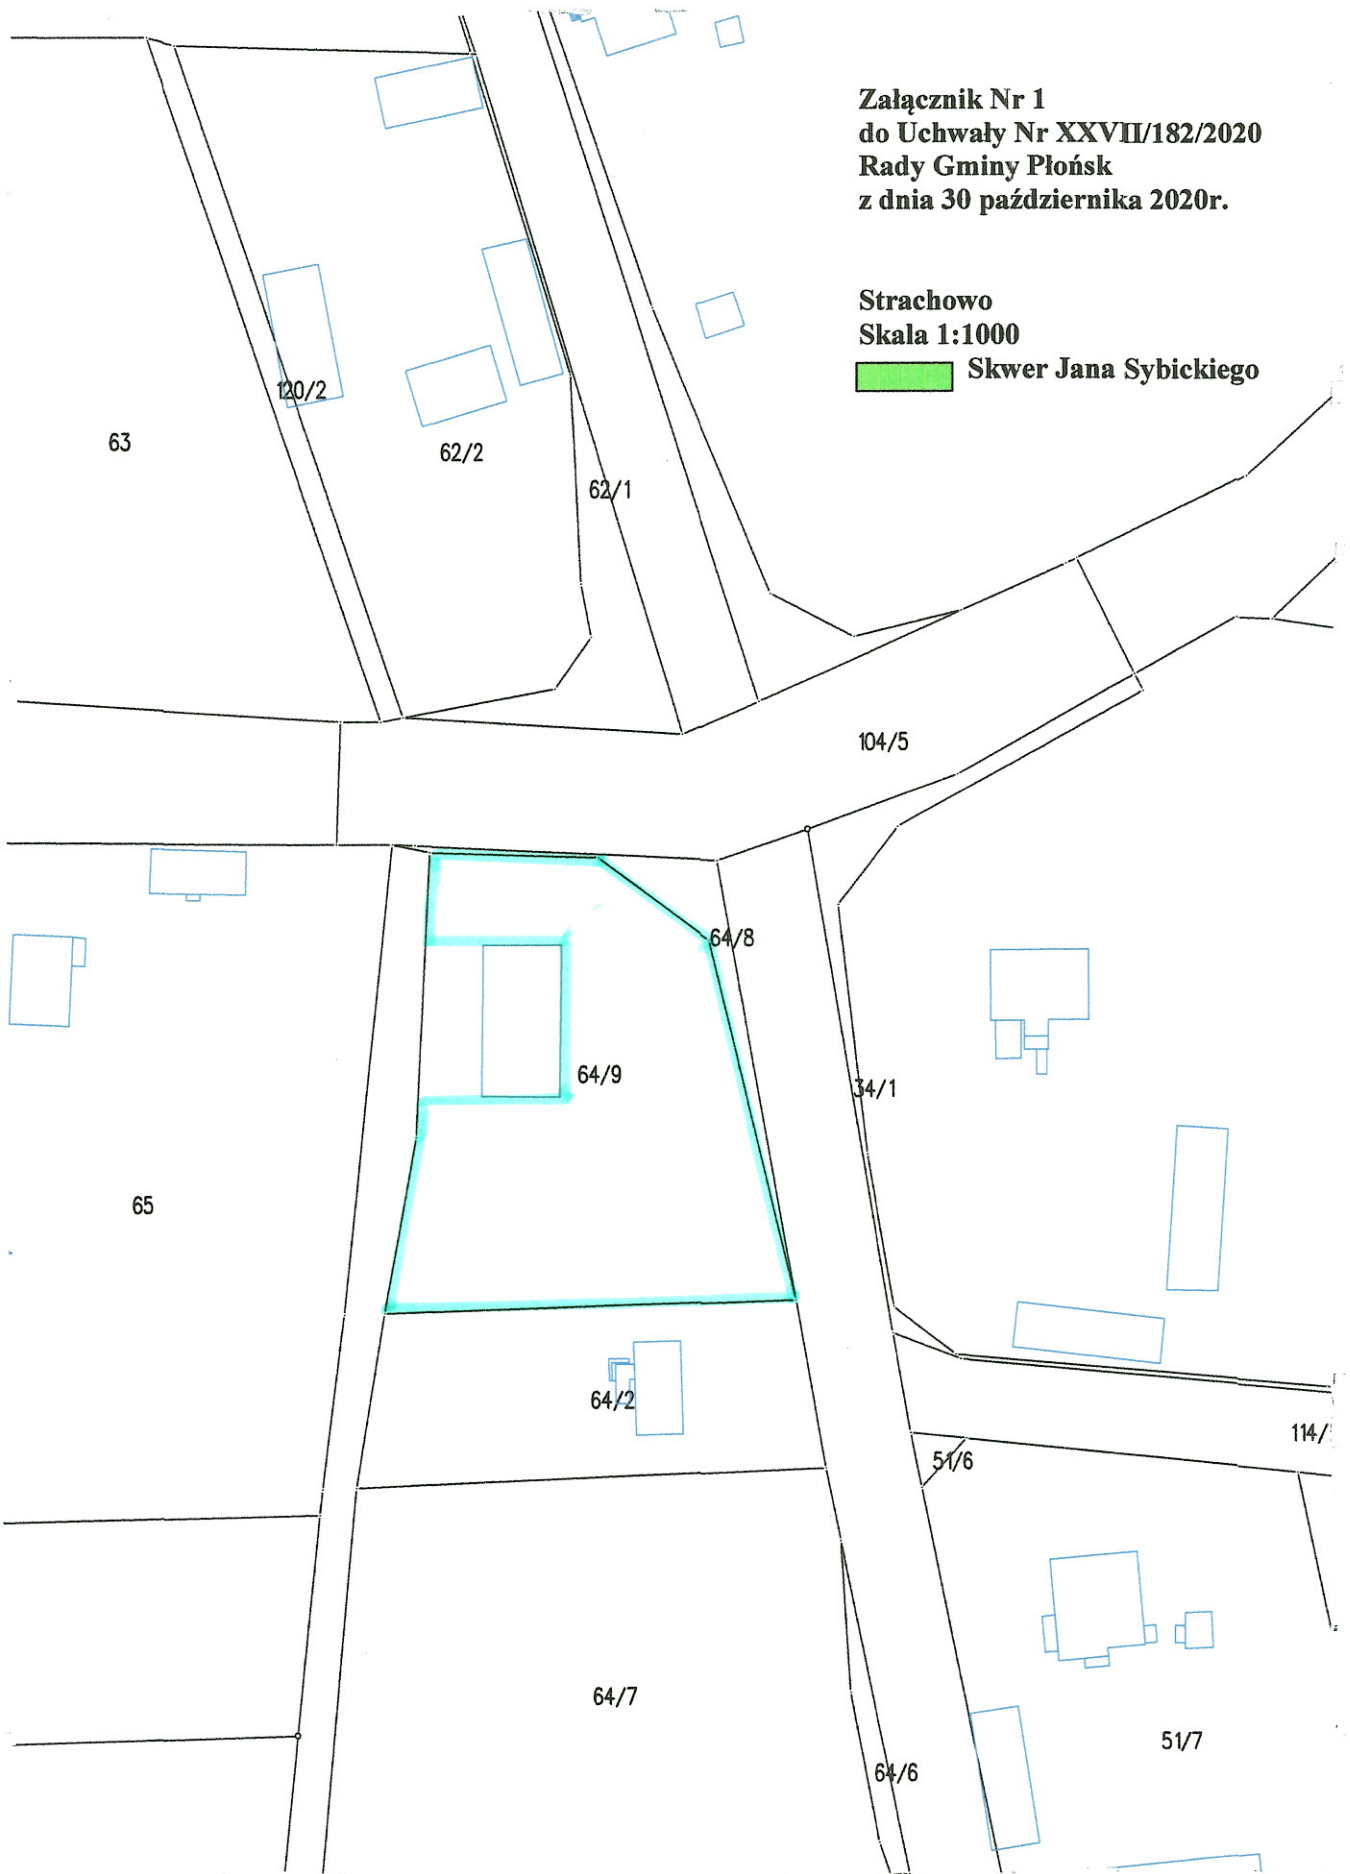 Załącznik Nr 1
do Uchwały Nr XXVII/182/2020
Rady Gminy Płońsk
z dnia 30 października 2020r.
Strachowo
Skala 1:1000
Skwer Jana Sybickiego
120/2
63
62/2
62/1
104/5
64/8
64/9
34/1
65
64/2
114/
51/6
64/7
51/7
64/6